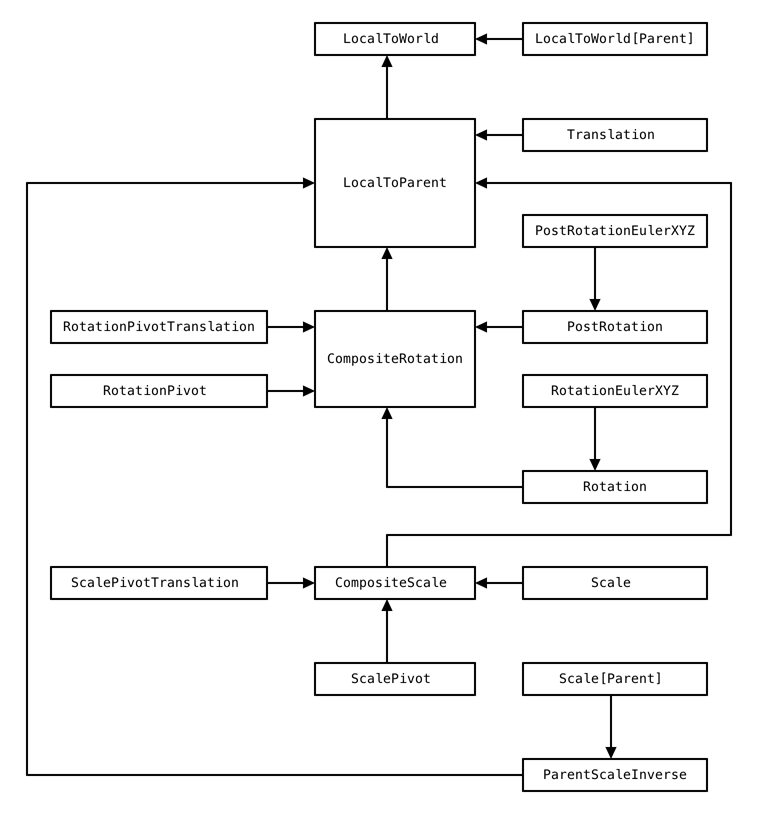 LocalToWorld
LocalToWorld[Parent]
Translation
LocalToParent
PostRotationEulerXYZ
RotationPivotTranslation
PostRotation
CompositeRotation
RotationPivot
RotationEulerXYZ
Rotation
ScalePivotTranslation
CompositeScale
Scale
ScalePivot
Scale[Parent]
ParentScaleInverse